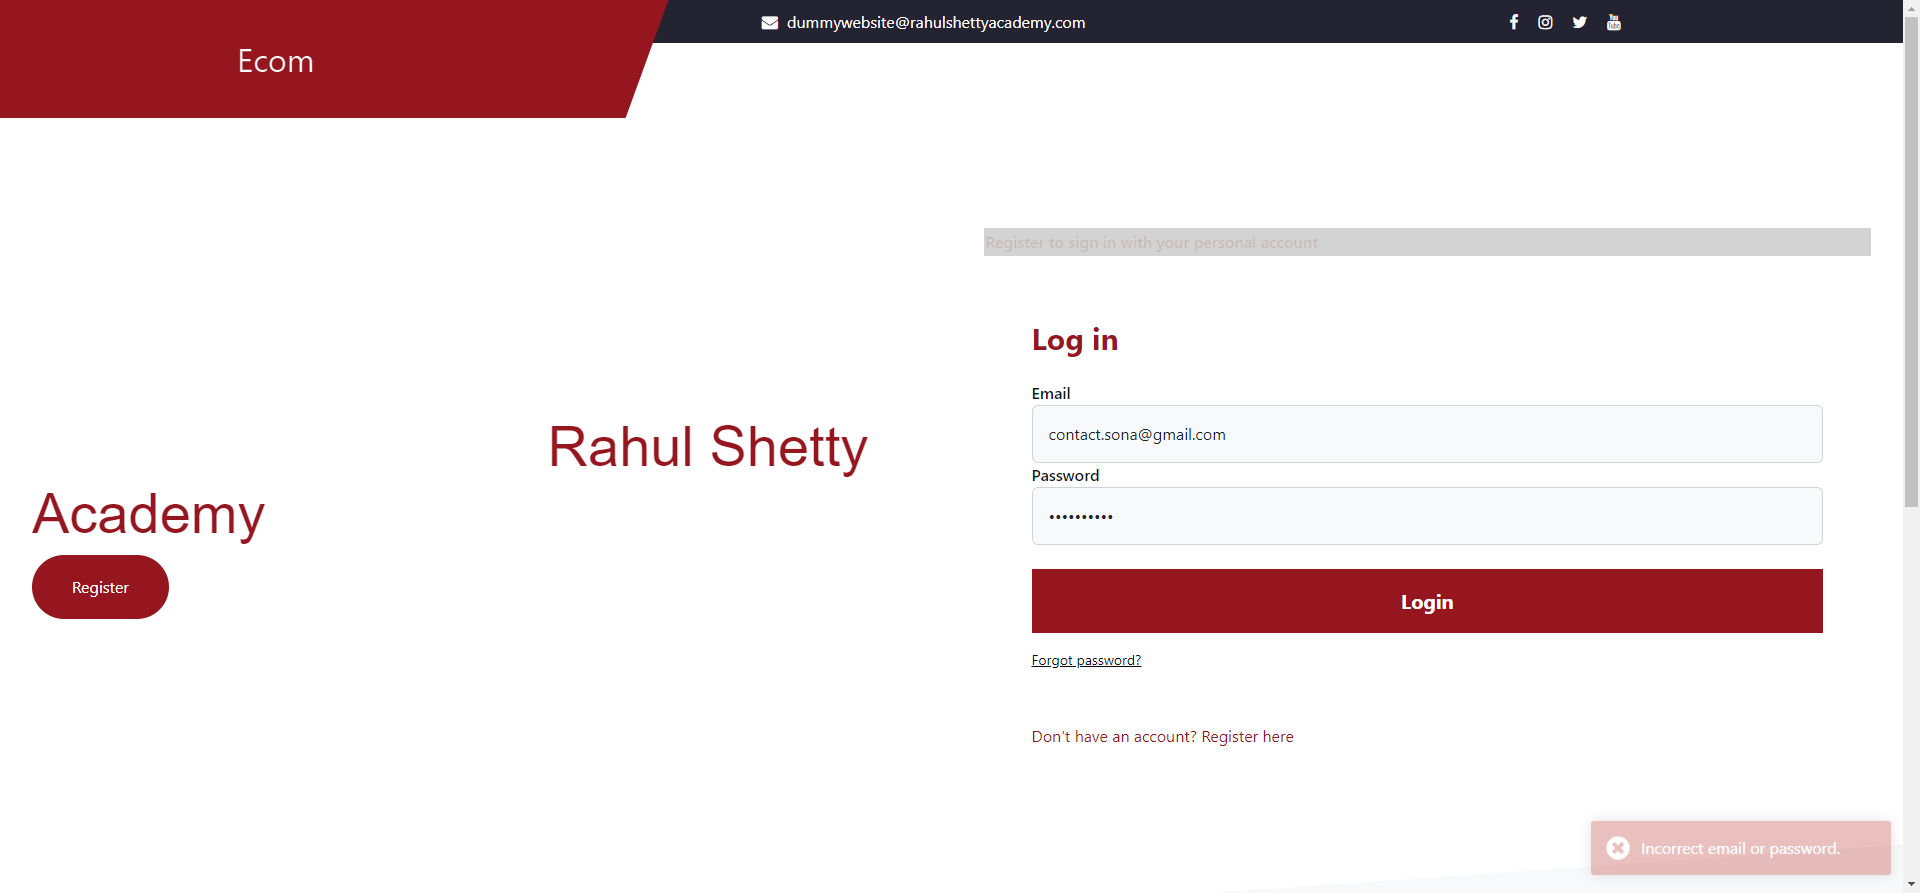 Ecom
dummywebsite@rahulshettyacademy.com
Register to sign in with your personal account
Rahul Shetty
Academy
Register
Log in
Email
contact.sona@gmail.com
Password
Login
Forgot password?
Don't have an account? Register here
Incorrect email or password.